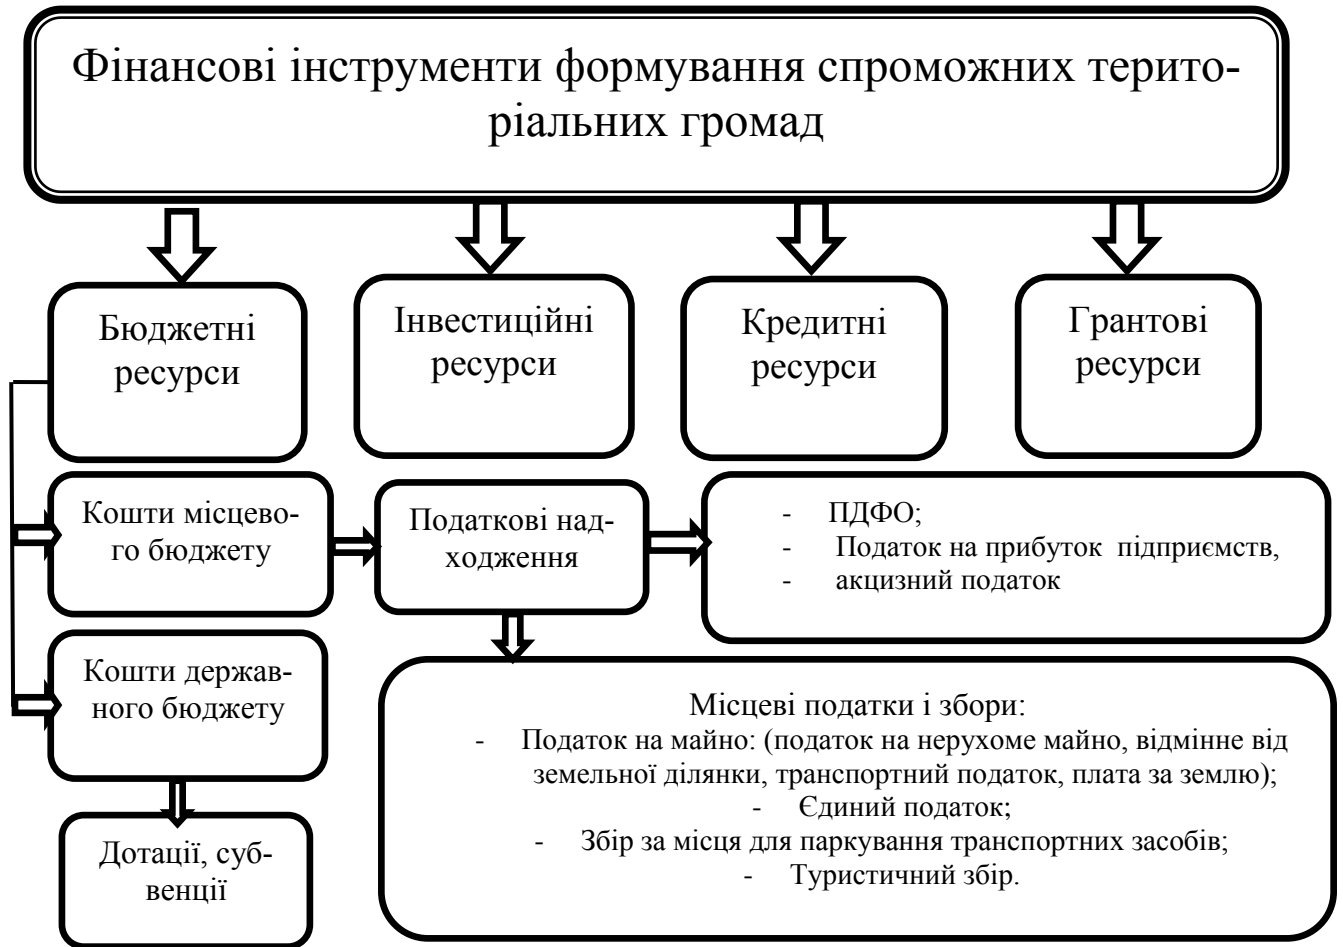 Фінансові інструменти формування спроможних терито-
ріальних громад
Бюджетні
ресурси
Інвестиційні
ресурси
Кредитні
ресурси
Грантові
ресурси
Кошти місцево-
го бюджету
Податкові над-
ходження
- ПДФО;
- Податок на прибуток підприємств,
- акцизний податок
Кошти держав-
ного бюджету
Місцеві податки і збори:
- Податок на майно: (податок на нерухоме майно, відмінне від
земельної ділянки, транспортний податок, плата за землю);
- Єдиний податок;
- Збір за місця для паркування транспортних засобів;
- Туристичний збір.
Дотації, суб-
венції